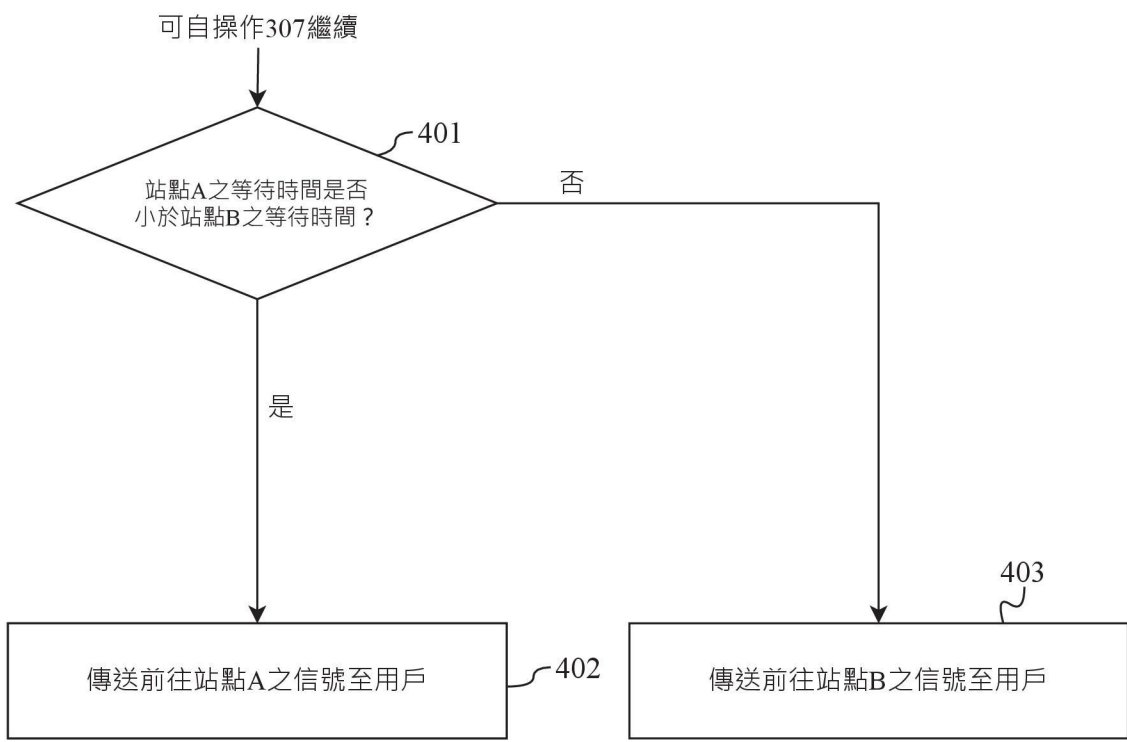 可自操作307繼續
401
站點A之等待時間是否
小於站點B之等待時間？
否
是
403
傳送前往站點A之信號至用戶
402
傳送前往站點B之信號至用戶